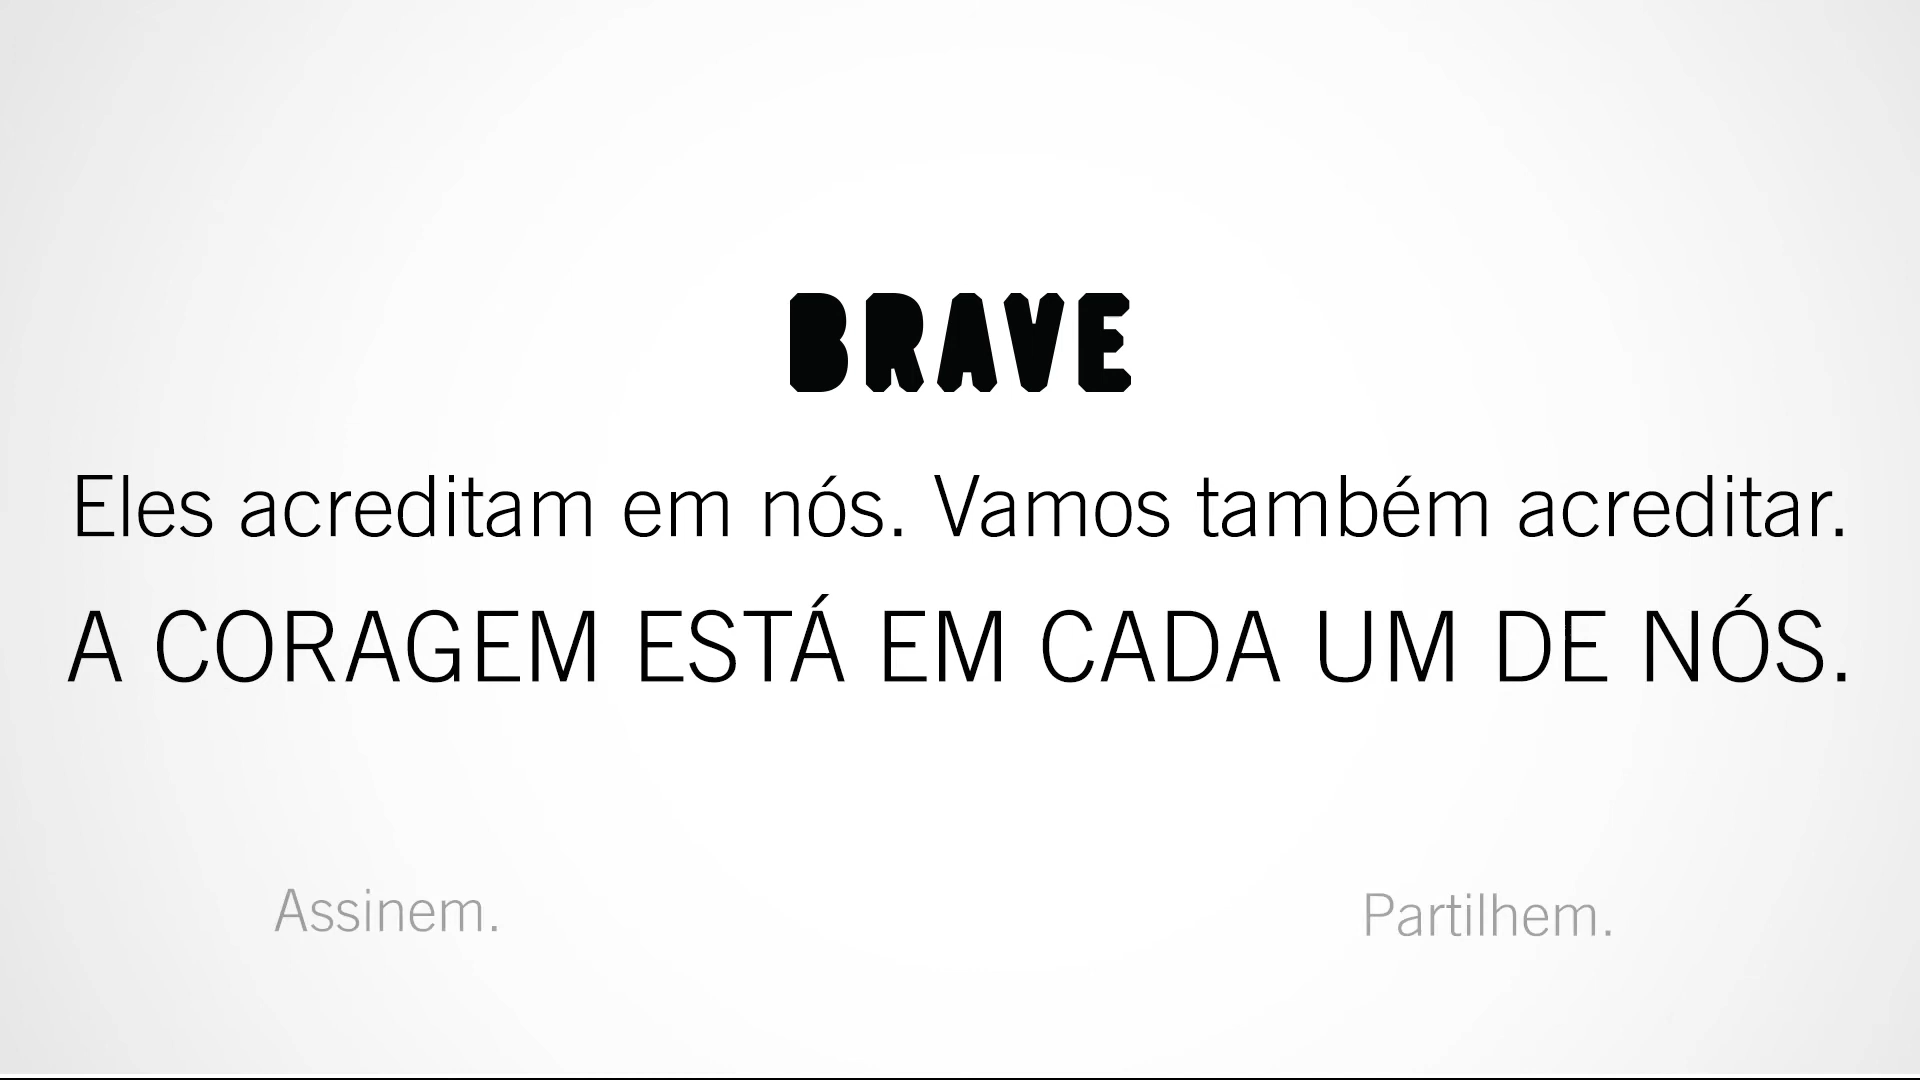 BRAVE
Eles acreditam em nós. Vamos também acreditar.
A CORAGEM ESTÁ EM CADA UM DE NÓS.
Assinem. Partilhem.